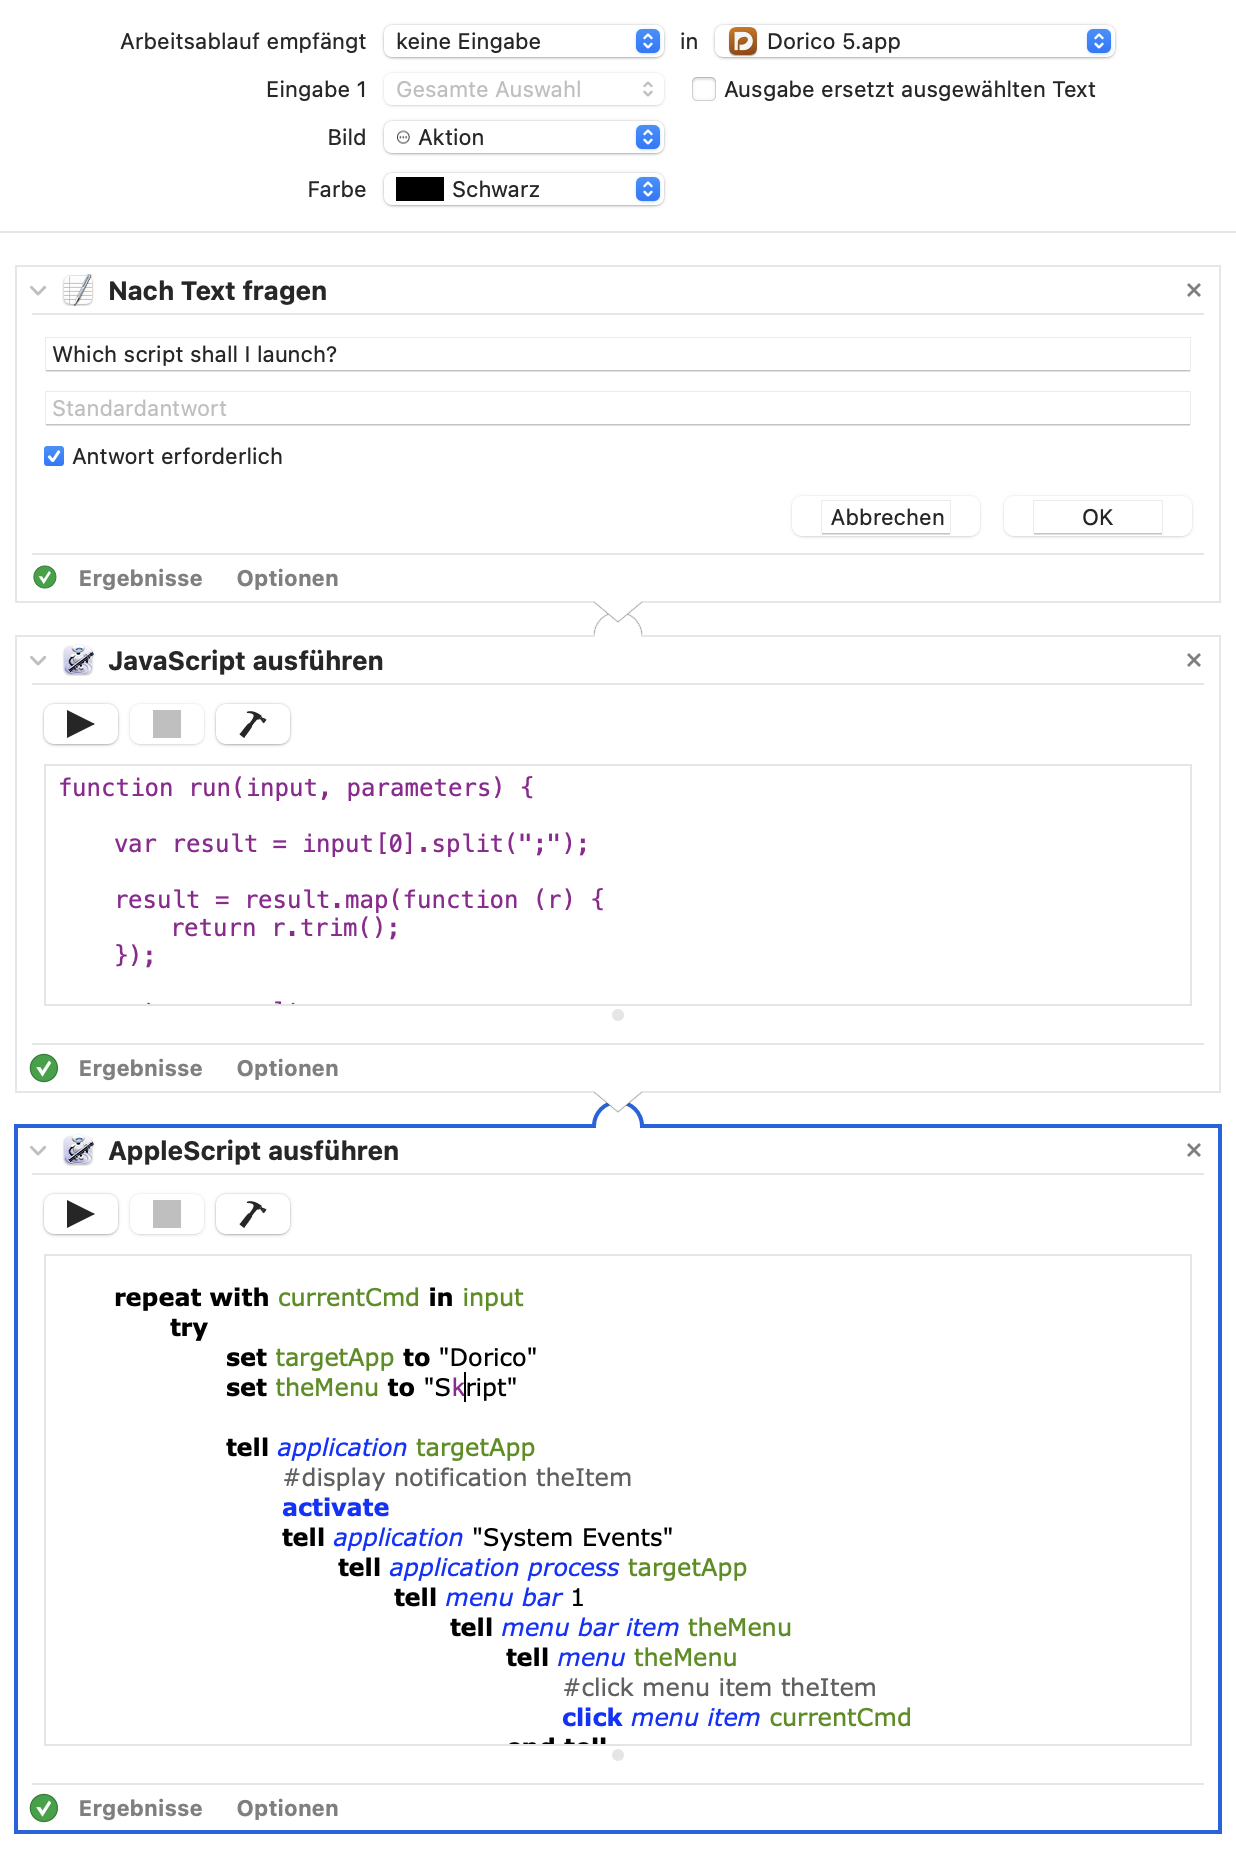 Arbeitsablauf empfängt keine Eingabe in Dorico 5.app
Eingabe 1 Gesamte Auswahl Ausgabe ersetzt ausgewählten Text
Bild Aktion
Farbe Schwarz
Nach Text fragen
Which script shall I launch?
Standardantwort
Antwort erforderlich
Abbrechen OK
Ergebnisse Optionen
JavaScript ausführen
function run(input, parameters) {
var result = input[0].split(";");
result = result.map(function (r) {
return r.trim();
});
Ergebnisse Optionen
AppleScript ausführen
repeat with currentCmd in input
try
set targetApp to "Dorico"
set theMenu to "Skript"
tell application targetApp
#display notification theItem
activate
tell application "System Events"
tell application process targetApp
tell menu bar 1
tell menu bar item theMenu
tell menu theMenu
#click menu item theItem
click menu item currentCmd
end tell
Ergebnisse Optionen